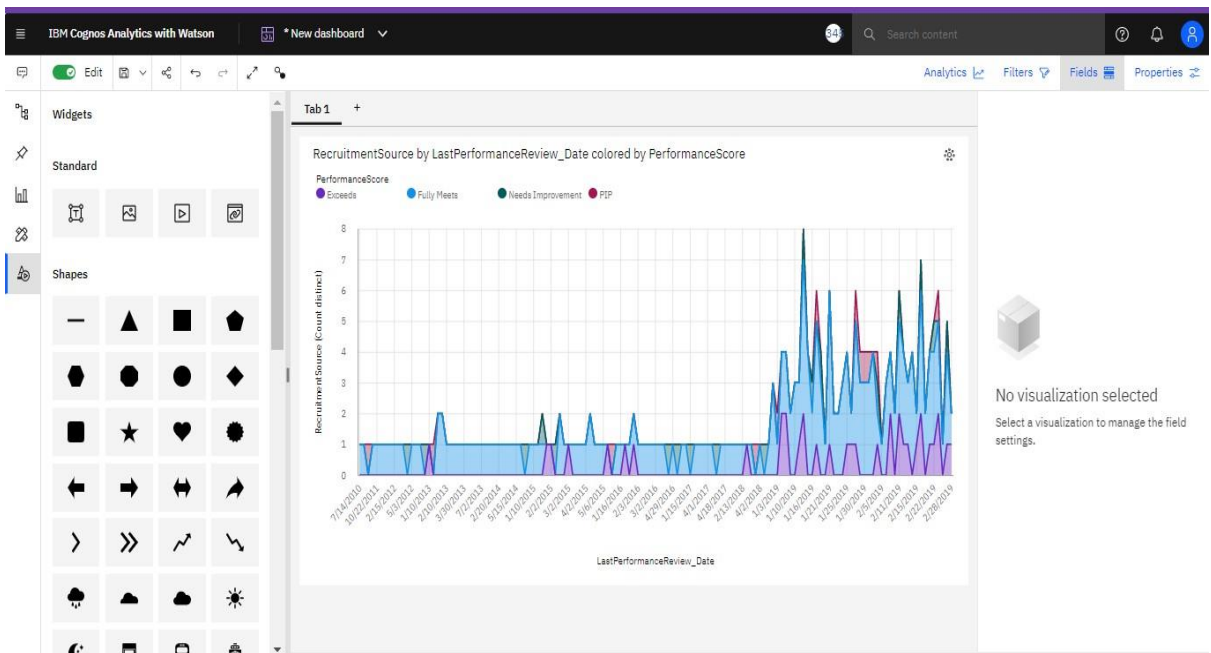 IBM Cognos Analytics with Watson
* New dashboard
Search content
Edit
Analytics
Filters
Fields
Properties
Widgets
Standard
Shapes
Tab 1 +
RecruitmentSource by LastPerformanceReview_Date colored by PerformanceScore
PerformanceScore
Exceeds Fully Meets Needs Improvement PIP
RecruitmentSource (Count distinct)
8
7
6
5
4
3
2
1
0
7/14/2010
10/22/2011
2/15/2012
5/3/2012
1/10/2013
2/10/2013
3/30/2013
7/2/2013
2/20/2014
5/15/2014
1/10/2015
2/2/2015
3/2/2015
4/2/2015
5/6/2015
1/16/2016
2/3/2016
3/2/2016
4/29/2016
1/15/2017
4/1/2017
4/18/2017
2/13/2018
4/2/2018
1/3/2019
1/10/2019
1/16/2019
1/21/2019
1/25/2019
1/30/2019
2/5/2019
2/11/2019
2/15/2019
2/22/2019
2/28/2019
LastPerformanceReview_Date
No visualization selected
Select a visualization to manage the field
settings.